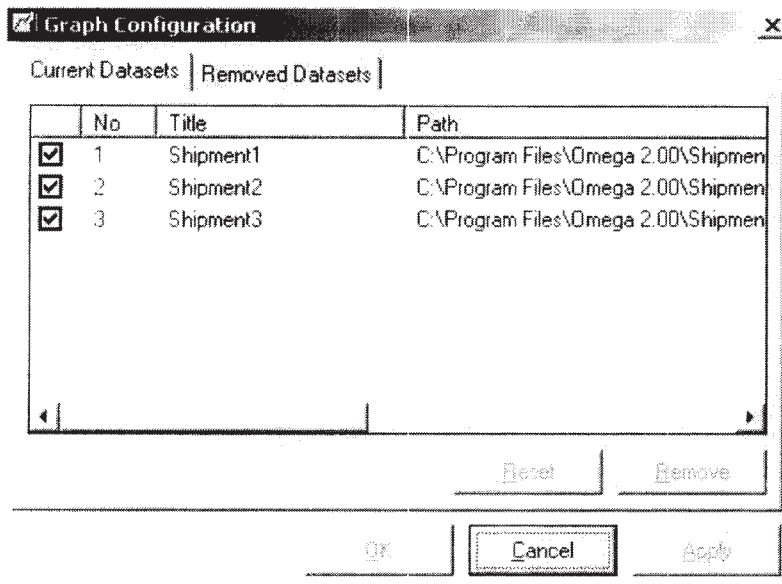 Graph Configuration
Current Datasets Removed Datasets
No Title Path
1 Shipment1 C:\Program Files\Omega 2.00\Shipmen
2 Shipment2 C:\Program Files\Omega 2.00\Shipmen
3 Shipment3 C:\Program Files\Omega 2.00\Shipmen
Reset Remove
OK Cancel Apply